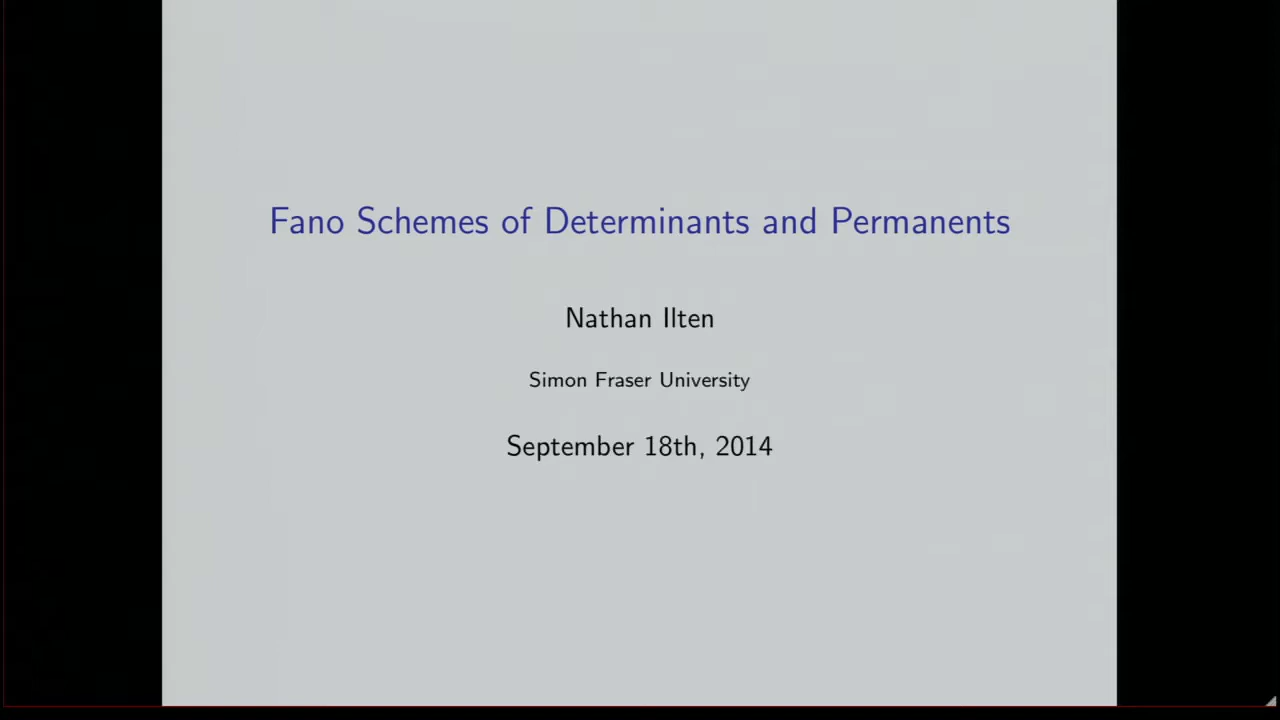 Fano Schemes of Determinants and Permanents
Nathan Ilten
Simon Fraser University
September 18th, 2014